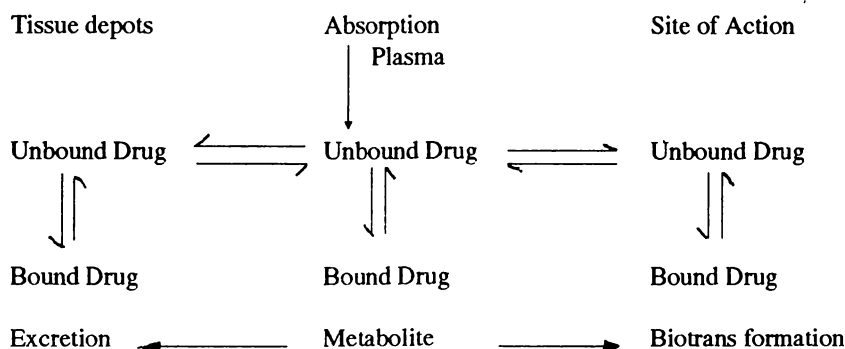 Tissue depots Absorption Site of Action
Plasma
Unbound Drug Unbound Drug Unbound Drug
Bound Drug Bound Drug Bound Drug
Excretion Metabolite Biotrans formation